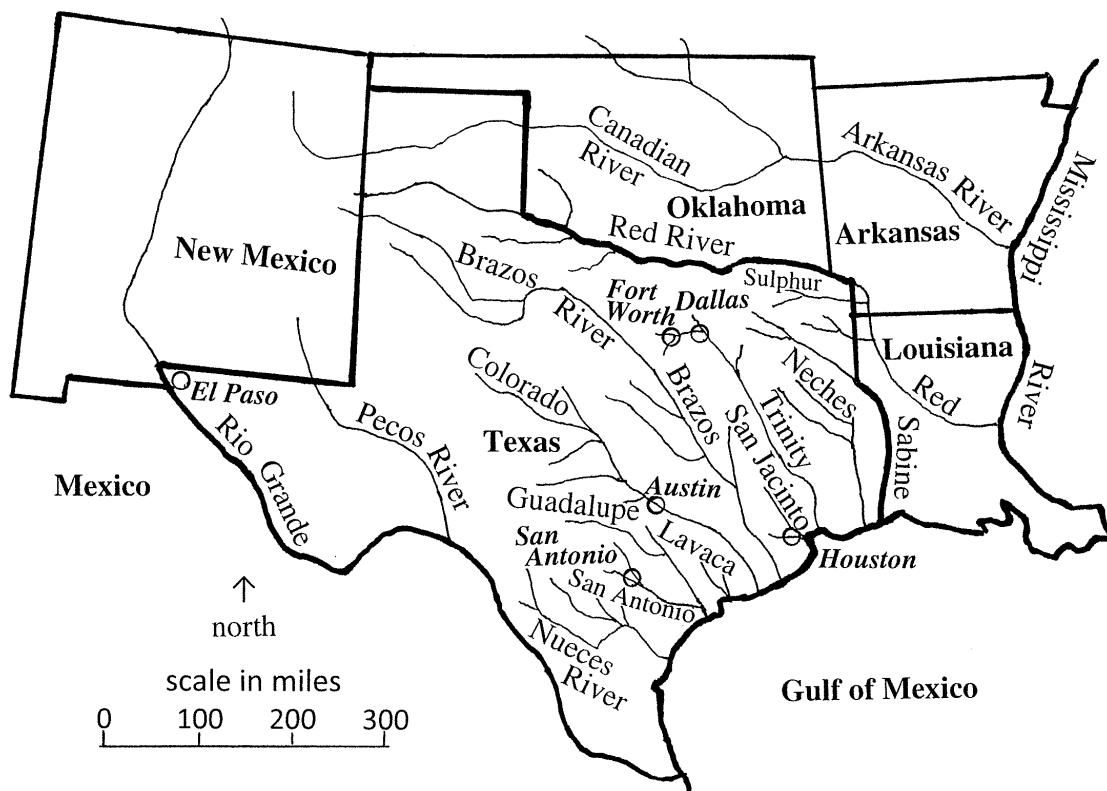 Canadian
River
Arkansas River
Mississippi
River
Oklahoma
Arkansas
Red River
New Mexico
Brazos
River
Sulphur
Fort
Worth
Dallas
Louisiana
Neches
Red
Colorado
Brazos
El Paso
Pecos River
Trinity
San Jacinto
Sabine
Texas
Rio Grande
Mexico
Austin
Guadalupe
Lavaca
San
Antonio
Houston
San Antonio
north
Nueces
River
scale in miles
0 100 200 300
Gulf of Mexico